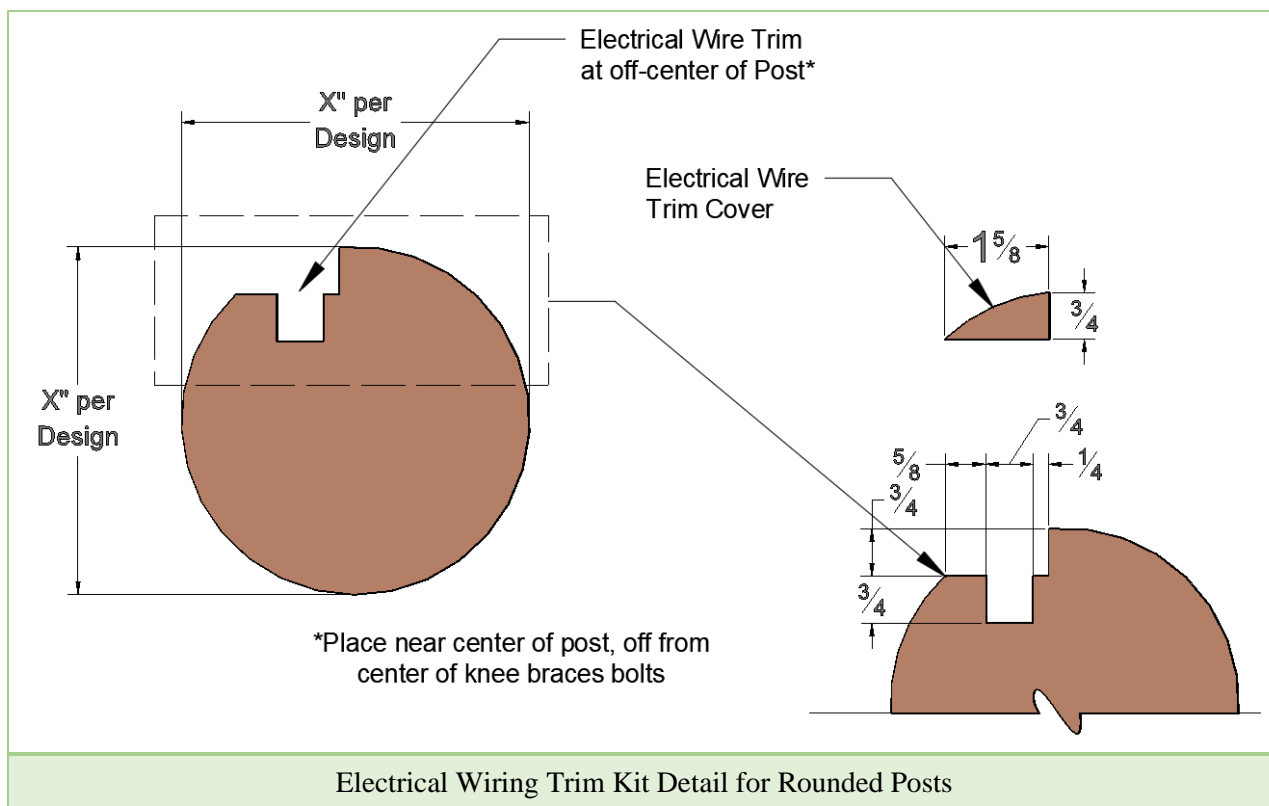 Electrical Wire Trim
at off-center of Post*
X" per
Design
Electrical Wire
Trim Cover
1 5/8
3/4
X" per
Design
3/4
5/8
1/4
3/4
3/4
*Place near center of post, off from
center of knee braces bolts
Electrical Wiring Trim Kit Detail for Rounded Posts